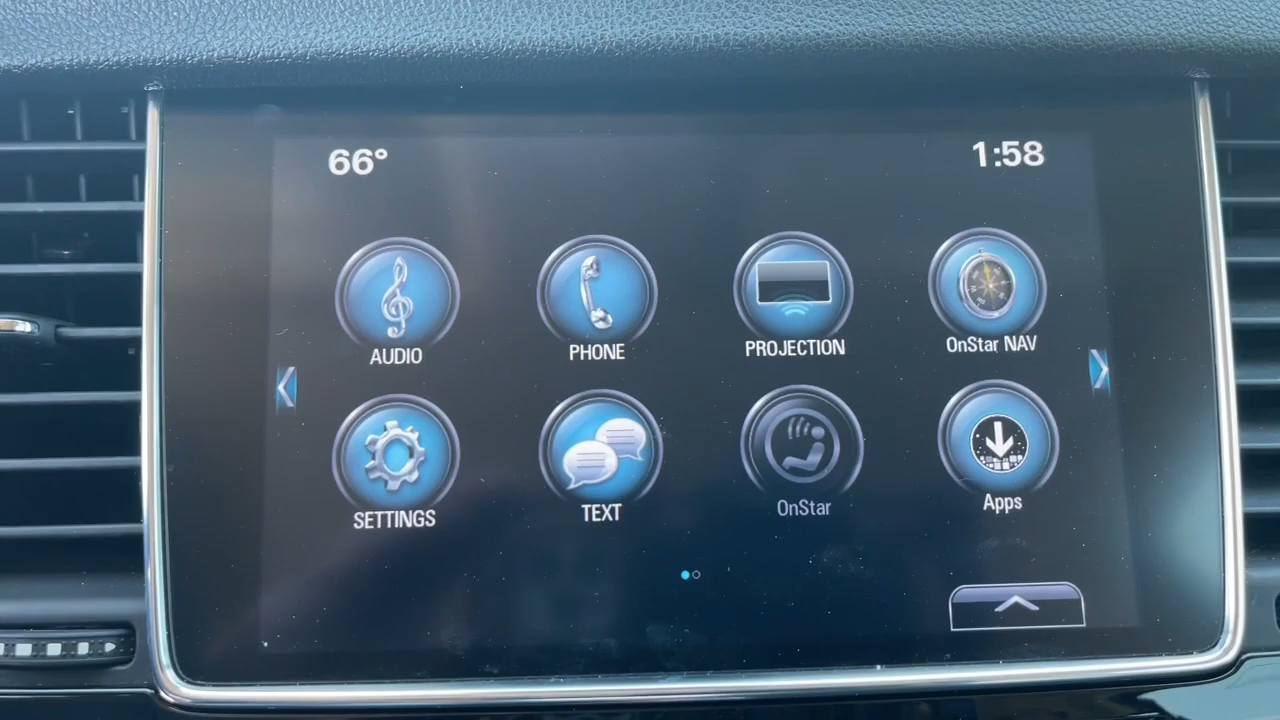 66°
1:58
AUDIO
PHONE
PROJECTION
OnStar NAV
SETTINGS
TEXT
OnStar
Apps